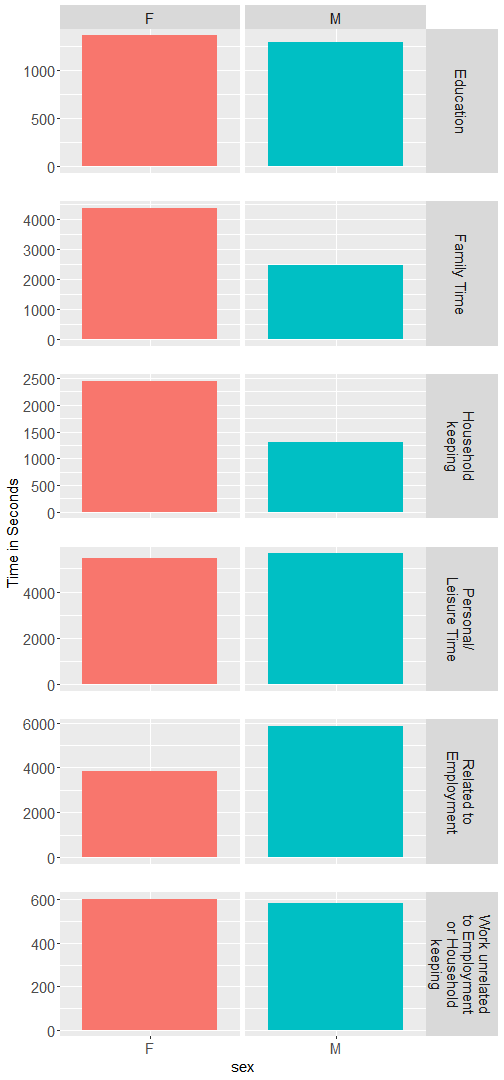 F
M
1000
500
0
Education
4000
3000
2000
1000
0
Family Time
2500
2000
1500
1000
500
0
Household
keeping
4000
2000
0
Personal/
Leisure Time
6000
4000
2000
0
Related to
Employment
600
400
200
0
Work unrelated
to Employment
or Household
keeping
Time in Seconds
F
M
sex